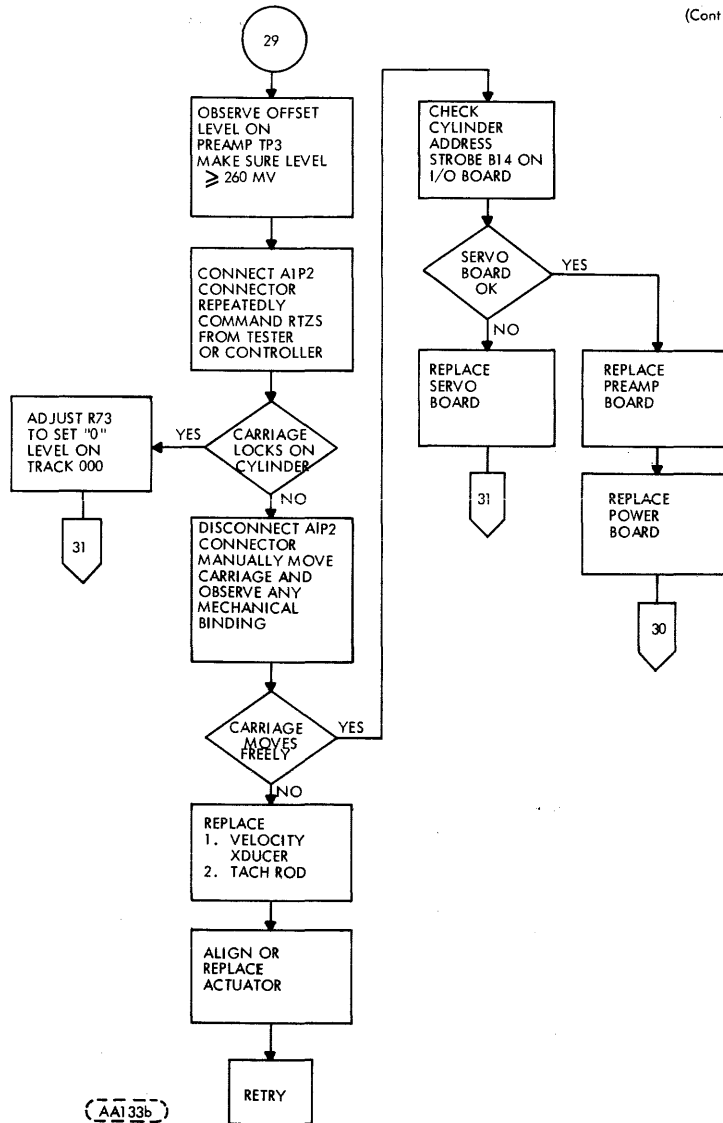 (Cont
29
OBSERVE OFFSET
LEVEL ON
PREAMP TP3
MAKE SURE LEVEL
≥ 260 MV
CONNECT A1P2
CONNECTOR
REPEATEDLY
COMMAND RTZS
FROM TESTER
OR CONTROLLER
CARRIAGE
LOCKS ON
CYLINDER
YES
ADJUST R73
TO SET "0"
LEVEL ON
TRACK 000
31
NO
DISCONNECT A1P2
CONNECTOR
MANUALLY MOVE
CARRIAGE AND
OBSERVE ANY
MECHANICAL
BINDING
CARRIAGE
MOVES
FREELY
YES
NO
REPLACE
1. VELOCITY
XDUCER
2. TACH ROD
ALIGN OR
REPLACE
ACTUATOR
RETRY
CHECK
CYLINDER
ADDRESS
STROBE B14 ON
I/O BOARD
SERVO
BOARD
OK
YES
NO
REPLACE
SERVO
BOARD
31
REPLACE
PREAMP
BOARD
REPLACE
POWER
BOARD
30
AA133b